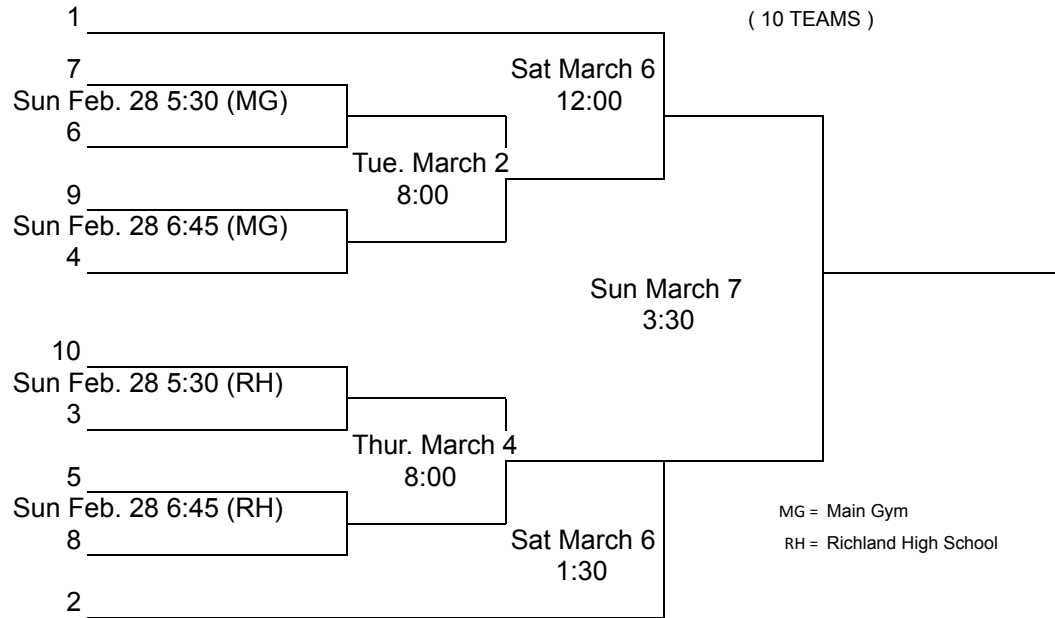 1
( 10 TEAMS )
7
Sat March 6
12:00
Sun Feb. 28 5:30 (MG)
6
Tue. March 2
8:00
9
Sun Feb. 28 6:45 (MG)
4
Sun March 7
3:30
10
Sun Feb. 28 5:30 (RH)
3
Thur. March 4
8:00
5
Sun Feb. 28 6:45 (RH)
8
MG = Main Gym
RH = Richland High School
Sat March 6
1:30
2